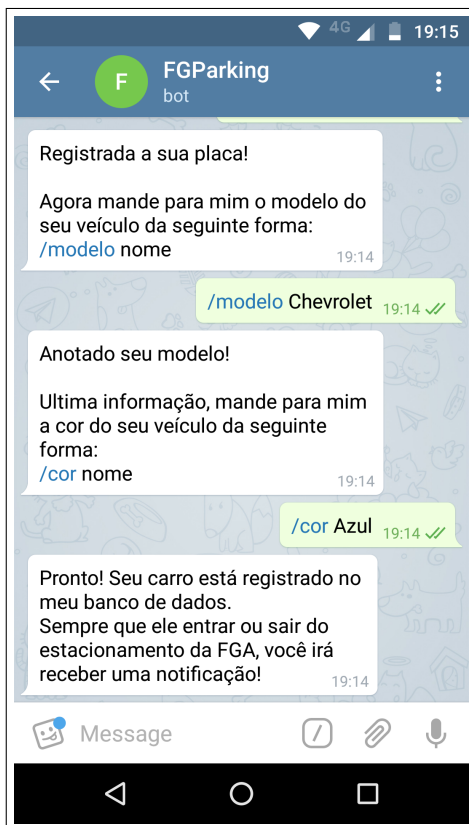 4G 19:15
F FGParking
bot
Registrada a sua placa!
Agora mande para mim o modelo do
seu veículo da seguinte forma:
/modelo nome 19:14
/modelo Chevrolet 19:14
Anotado seu modelo!
Ultima informação, mande para mim
a cor do seu veículo da seguinte
forma:
/cor nome 19:14
/cor Azul 19:14
Pronto! Seu carro está registrado no
meu banco de dados.
Sempre que ele entrar ou sair do
estacionamento da FGA, você irá
receber uma notificação! 19:14
Message /